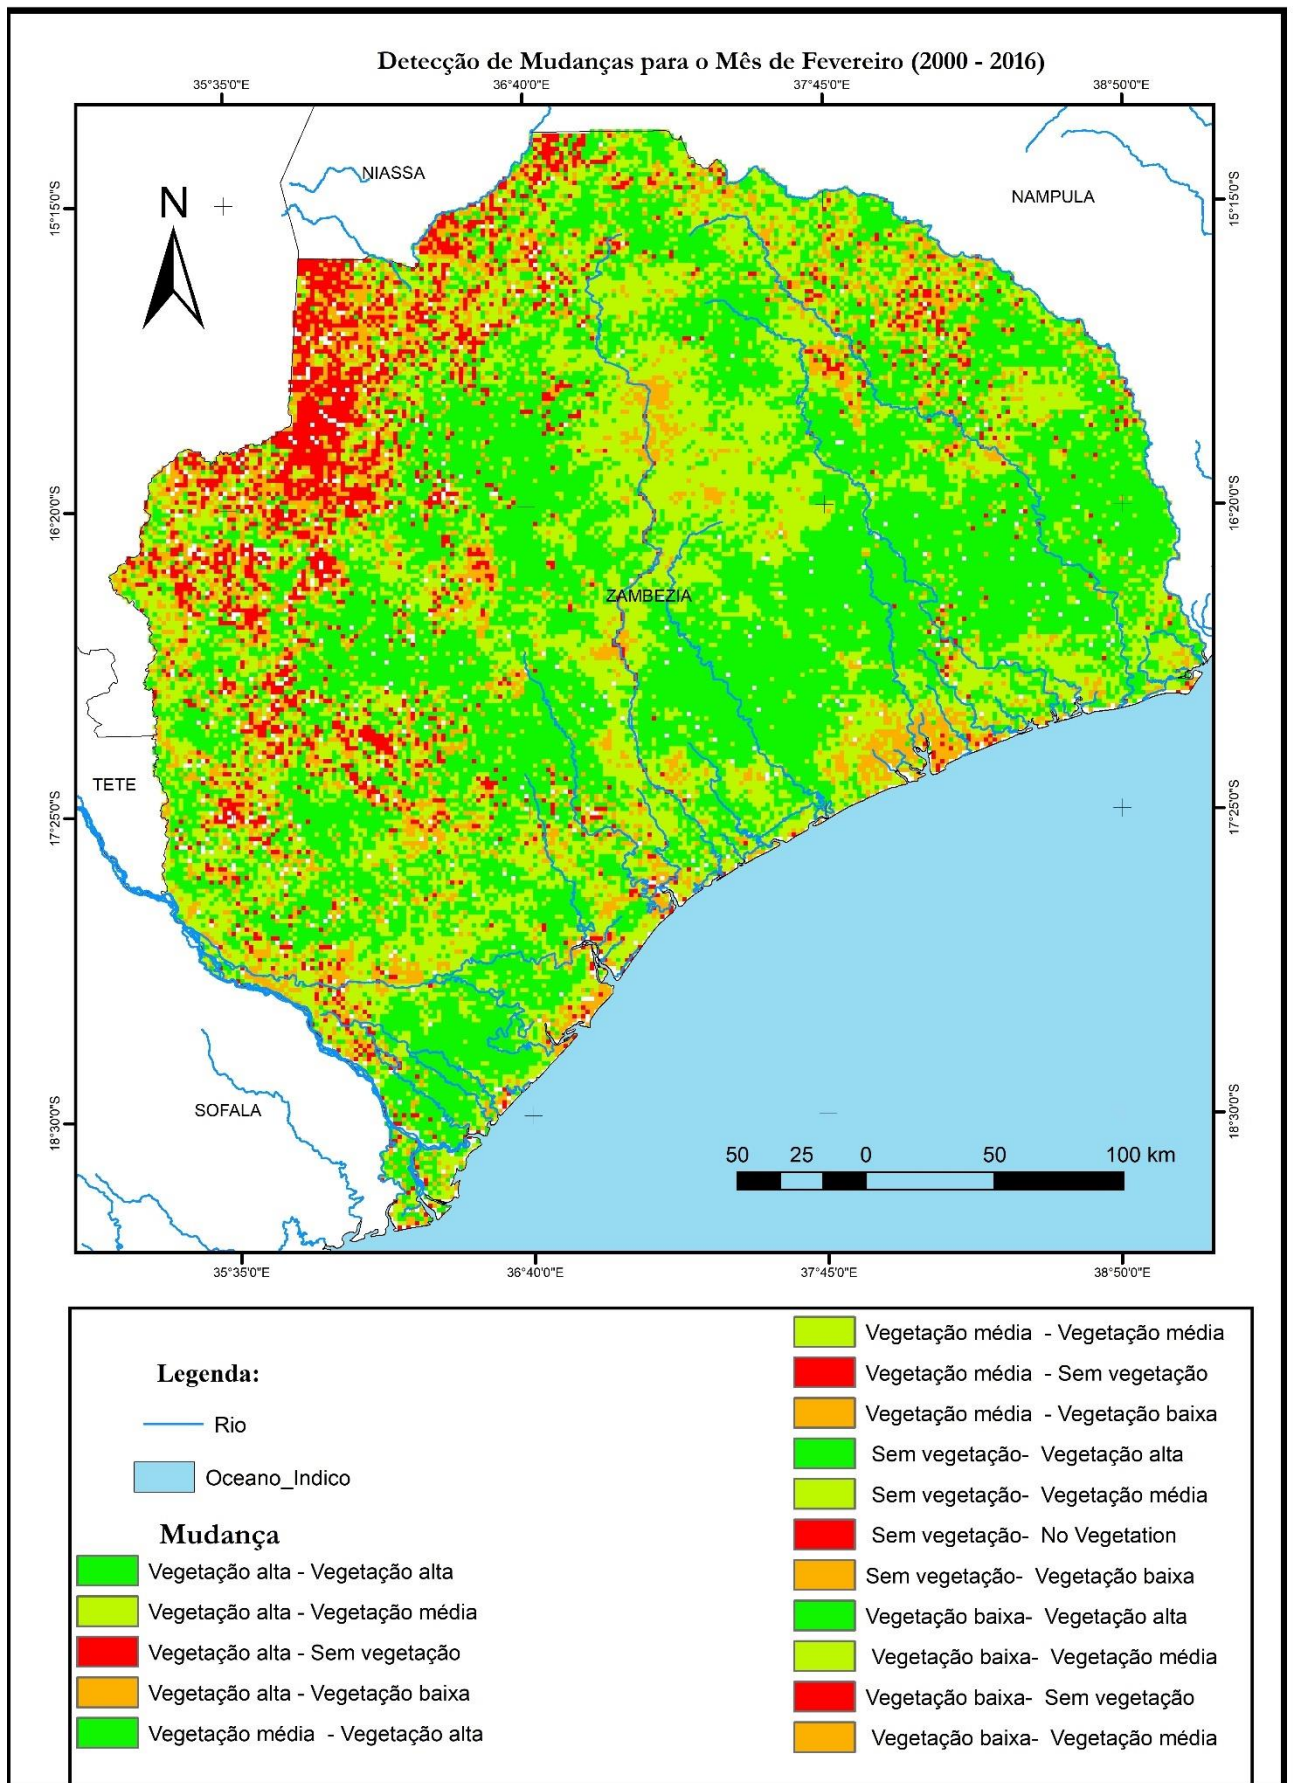 Detecção de Mudanças para o Mês de Fevereiro (2000 - 2016)
35°35'0"E 36°40'0"E 37°45'0"E 38°50'0"E
NIASSA
NAMPULA
N
15°15'0"S 15°15'0"S
16°20'0"S 16°20'0"S
ZAMBEZIA
TETE
17°25'0"S 17°25'0"S
SOFALA
18°30'0"S 18°30'0"S
50 25 0 50 100 km
35°35'0"E 36°40'0"E 37°45'0"E 38°50'0"E
Legenda:
Rio
Oceano_Indico
Mudança
Vegetação alta - Vegetação alta
Vegetação alta - Vegetação média
Vegetação alta - Sem vegetação
Vegetação alta - Vegetação baixa
Vegetação média - Vegetação alta
Vegetação média - Vegetação média
Vegetação média - Sem vegetação
Vegetação média - Vegetação baixa
Sem vegetação- Vegetação alta
Sem vegetação- Vegetação média
Sem vegetação- No Vegetation
Sem vegetação- Vegetação baixa
Vegetação baixa- Vegetação alta
Vegetação baixa- Vegetação média
Vegetação baixa- Sem vegetação
Vegetação baixa- Vegetação média